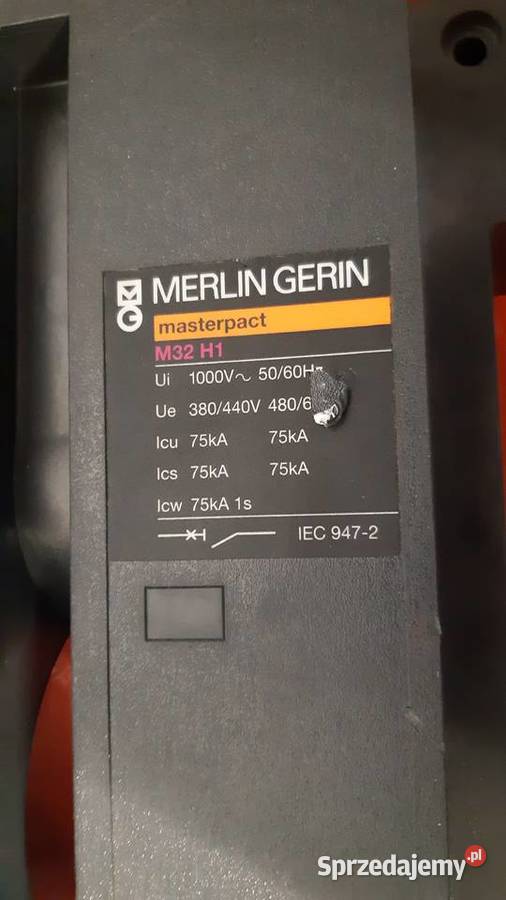 MG MERLIN GERIN
masterpact
M32 H1
Ui 1000V~ 50/60Hz
Ue 380/440V 480/6
Icu 75kA 75kA
Ics 75kA 75kA
Icw 75kA 1s
IEC 947-2
Sprzedajemy.pl